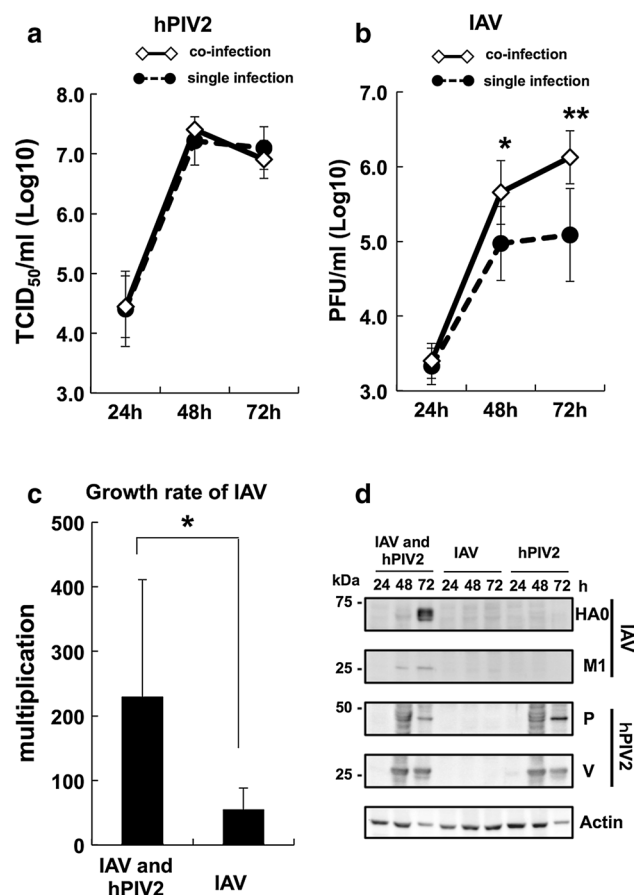 a
hPIV2
co-infection
single infection
TCID50/ml (Log10)
8.0
7.0
6.0
5.0
4.0
3.0
24h 48h 72h
b
IAV
co-infection
single infection
PFU/ml (Log10)
7.0
6.0
5.0
4.0
3.0
* **
24h 48h 72h
c
Growth rate of IAV
multiplication
500
400
300
200
100
0
*
IAV and
hPIV2
IAV
d
IAV and
hPIV2
IAV
hPIV2
kDa
24 48 72 24 48 72 24 48 72 h
75 -
HA0
25 -
M1
IAV
50 -
P
25 -
V
hPIV2
Actin